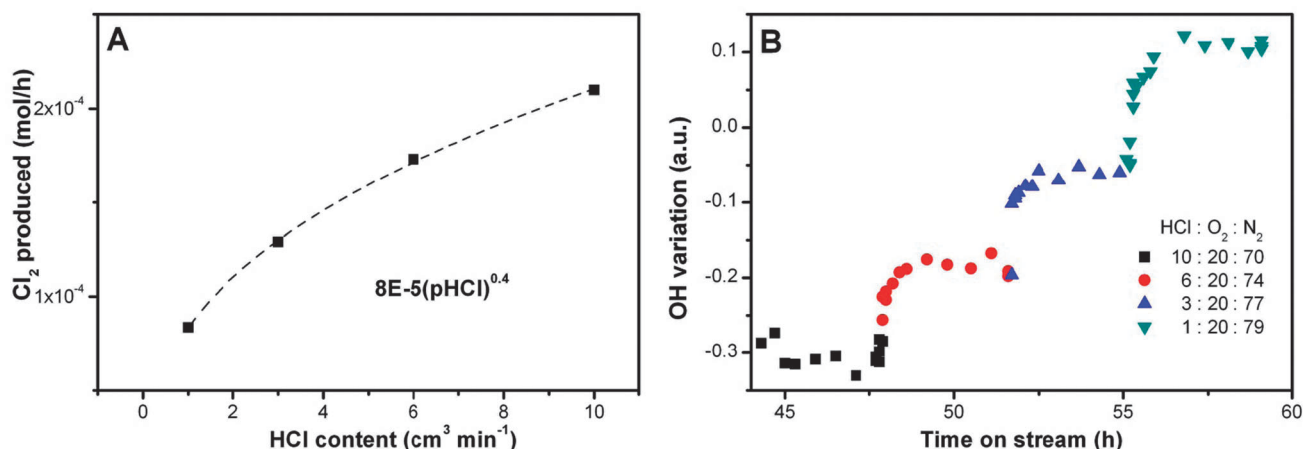 A
Cl₂ produced (mol/h)
2x10⁻⁴
1x10⁻⁴
8E-5(pHCl)⁰·⁴
0 2 4 6 8 10
HCl content (cm³ min⁻¹)
B
OH variation (a.u.)
0.1
0.0
-0.1
-0.2
-0.3
HCl : O₂ : N₂
10 : 20 : 70
6 : 20 : 74
3 : 20 : 77
1 : 20 : 79
45 50 55 60
Time on stream (h)